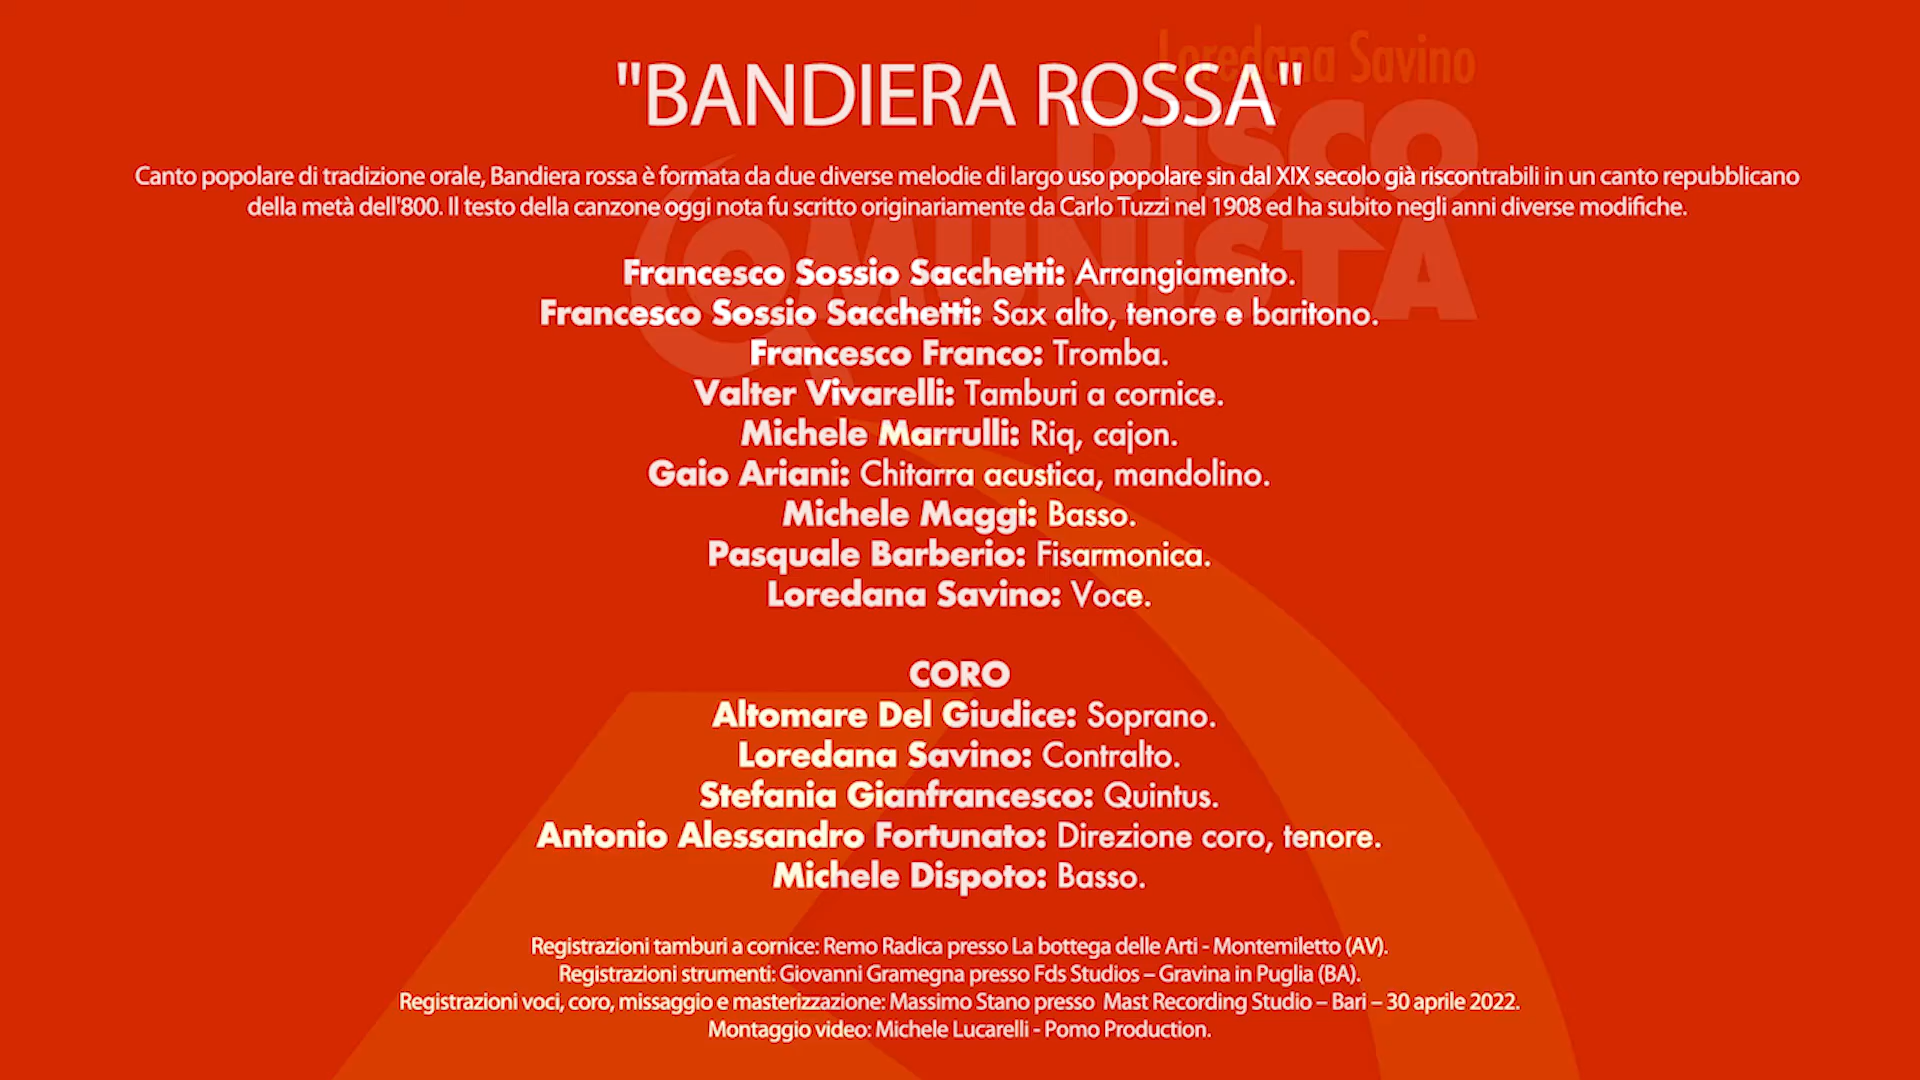 Loredana Savino
DISCO
COMUNISTA
"BANDIERA ROSSA"
Canto popolare di tradizione orale, Bandiera rossa è formata da due diverse melodie di largo uso popolare sin dal XIX secolo già riscontrabili in un canto repubblicano
della metà dell'800. Il testo della canzone oggi nota fu scritto originariamente da Carlo Tuzzi nel 1908 ed ha subito negli anni diverse modifiche.
Francesco Sossio Sacchetti: Arrangiamento.
Francesco Sossio Sacchetti: Sax alto, tenore e baritono.
Francesco Franco: Tromba.
Valter Vivarelli: Tamburi a cornice.
Michele Marrulli: Riq, cajon.
Gaio Ariani: Chitarra acustica, mandolino.
Michele Maggi: Basso.
Pasquale Barberio: Fisarmonica.
Loredana Savino: Voce.
CORO
Altomare Del Giudice: Soprano.
Loredana Savino: Contralto.
Stefania Gianfrancesco: Quintus.
Antonio Alessandro Fortunato: Direzione coro, tenore.
Michele Dispoto: Basso.
Registrazioni tamburi a cornice: Remo Radica presso La bottega delle Arti - Montemiletto (AV).
Registrazioni strumenti: Giovanni Gramegna presso Fds Studios – Gravina in Puglia (BA).
Registrazioni voci, coro, missaggio e masterizzazione: Massimo Stano presso Mast Recording Studio – Bari – 30 aprile 2022.
Montaggio video: Michele Lucarelli - Pomo Production.